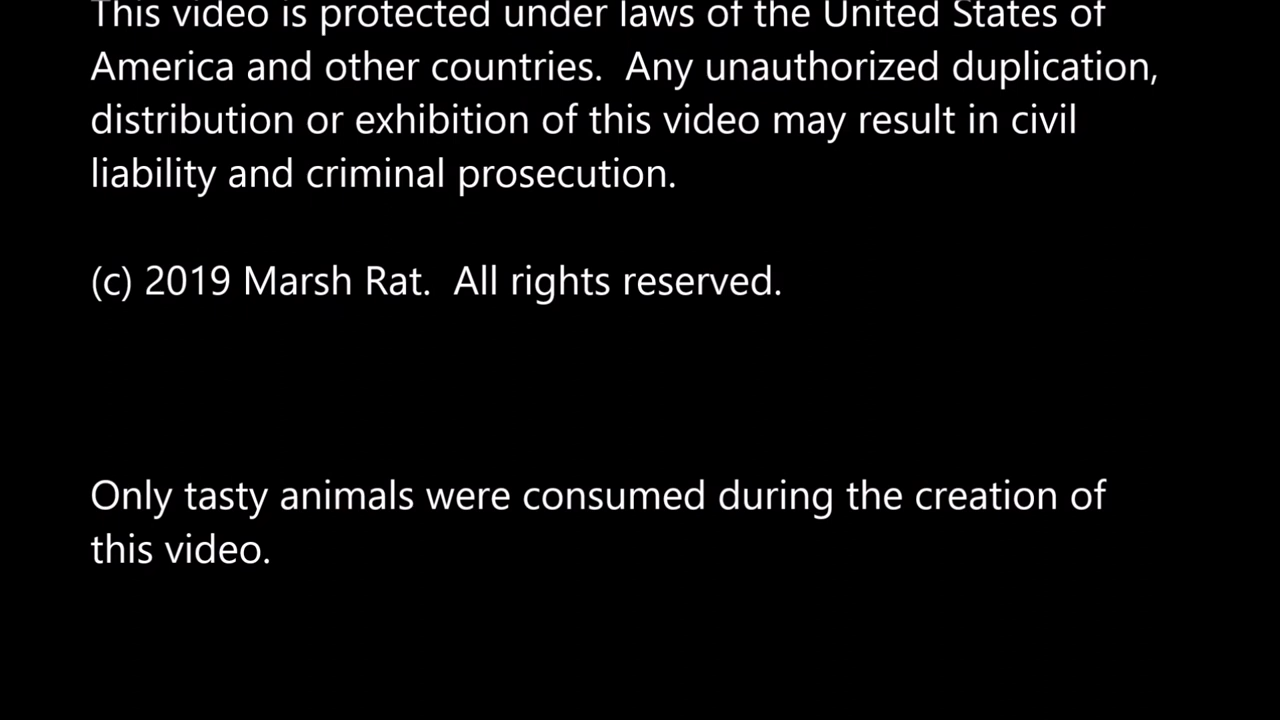 This video is protected under laws of the United States of
America and other countries.  Any unauthorized duplication,
distribution or exhibition of this video may result in civil
liability and criminal prosecution.
(c) 2019 Marsh Rat.  All rights reserved.
Only tasty animals were consumed during the creation of
this video.